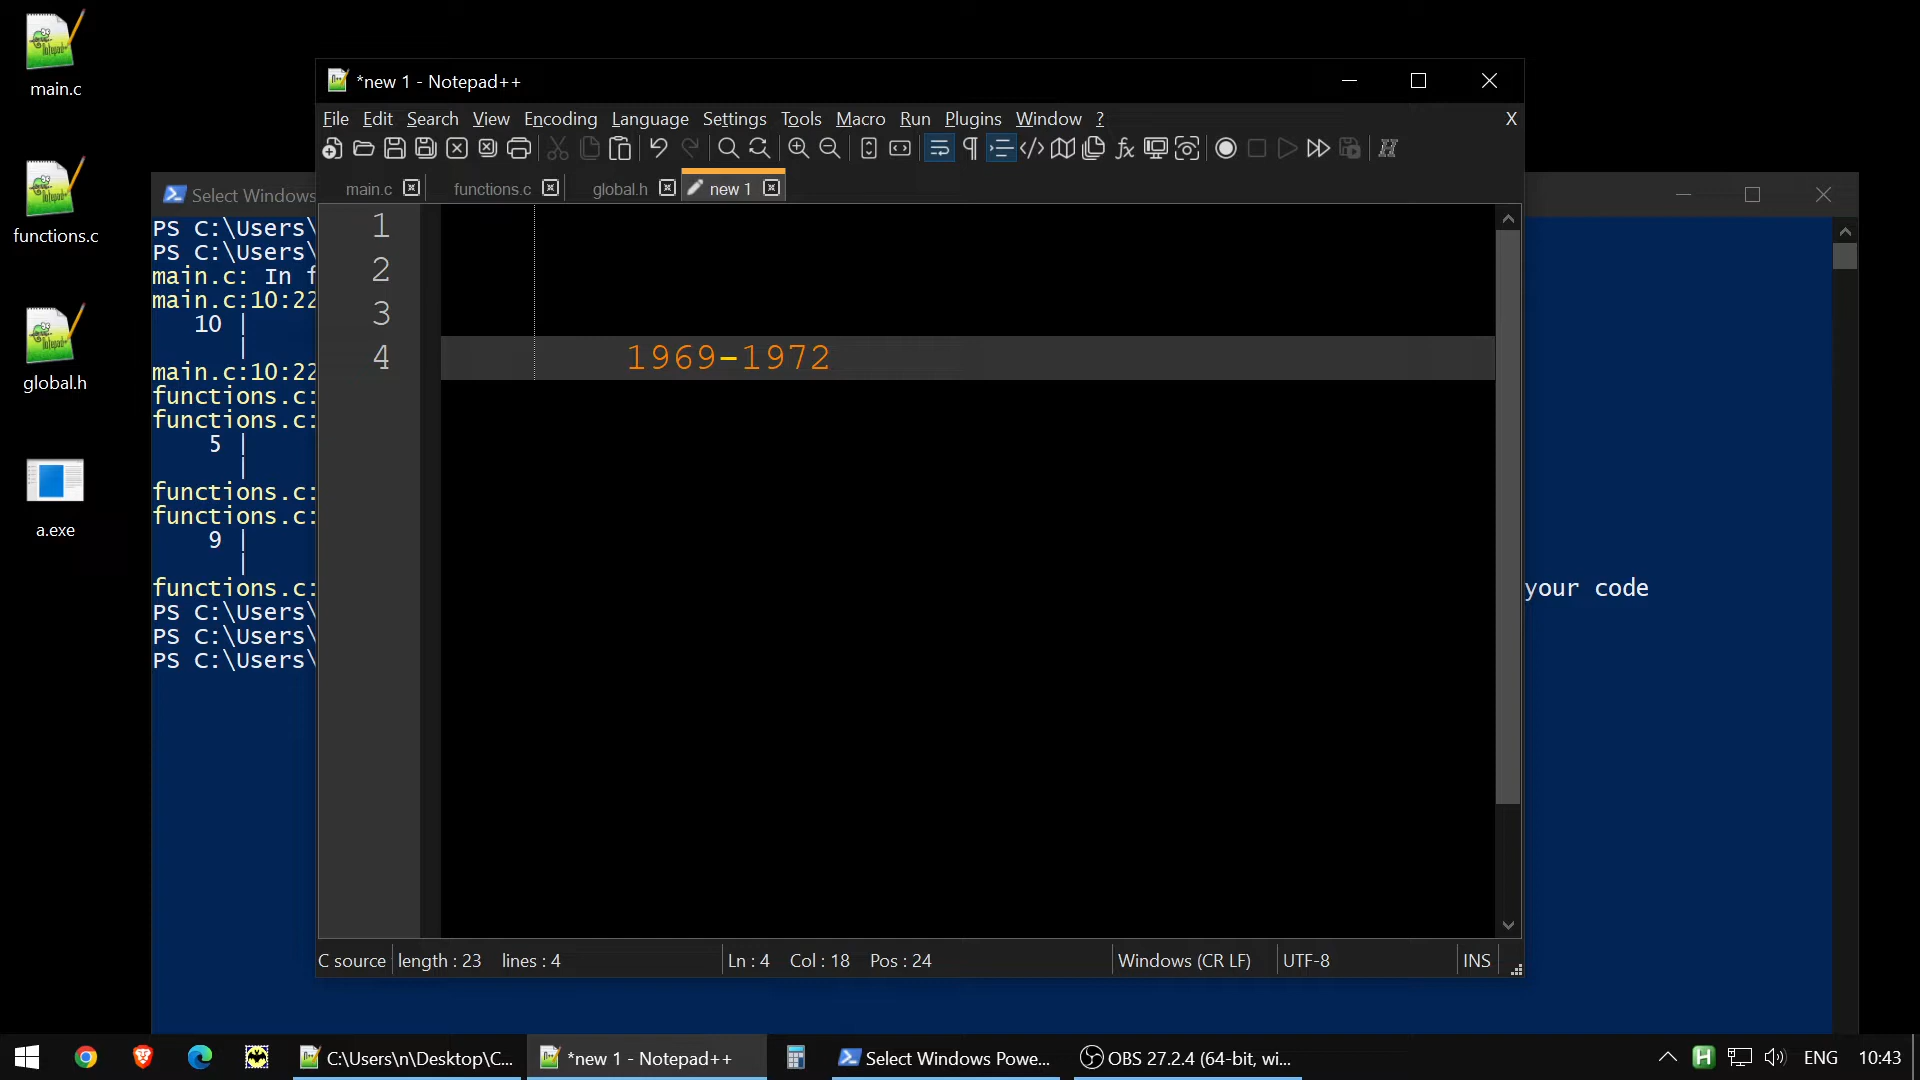 main.c
functions.c
global.h
a.exe
*new 1 - Notepad++
File Edit Search View Encoding Language Settings Tools Macro Run Plugins Window ? X
main.c functions.c global.h new 1
1
2
3
4 1969-1972
C source length : 23 lines : 4 Ln : 4 Col : 18 Pos : 24 Windows (CR LF) UTF-8 INS
Select Windows
PS C:\Users\
PS C:\Users\
main.c: In f
main.c:10:22
10 |
|
main.c:10:22
functions.c:
functions.c:
5 |
|
functions.c:
functions.c:
9 |
|
functions.c: your code
PS C:\Users\
PS C:\Users\
PS C:\Users\
C:\Users\n\Desktop\C... *new 1 - Notepad++ Select Windows Powe... OBS 27.2.4 (64-bit, wi... H ENG 10:43